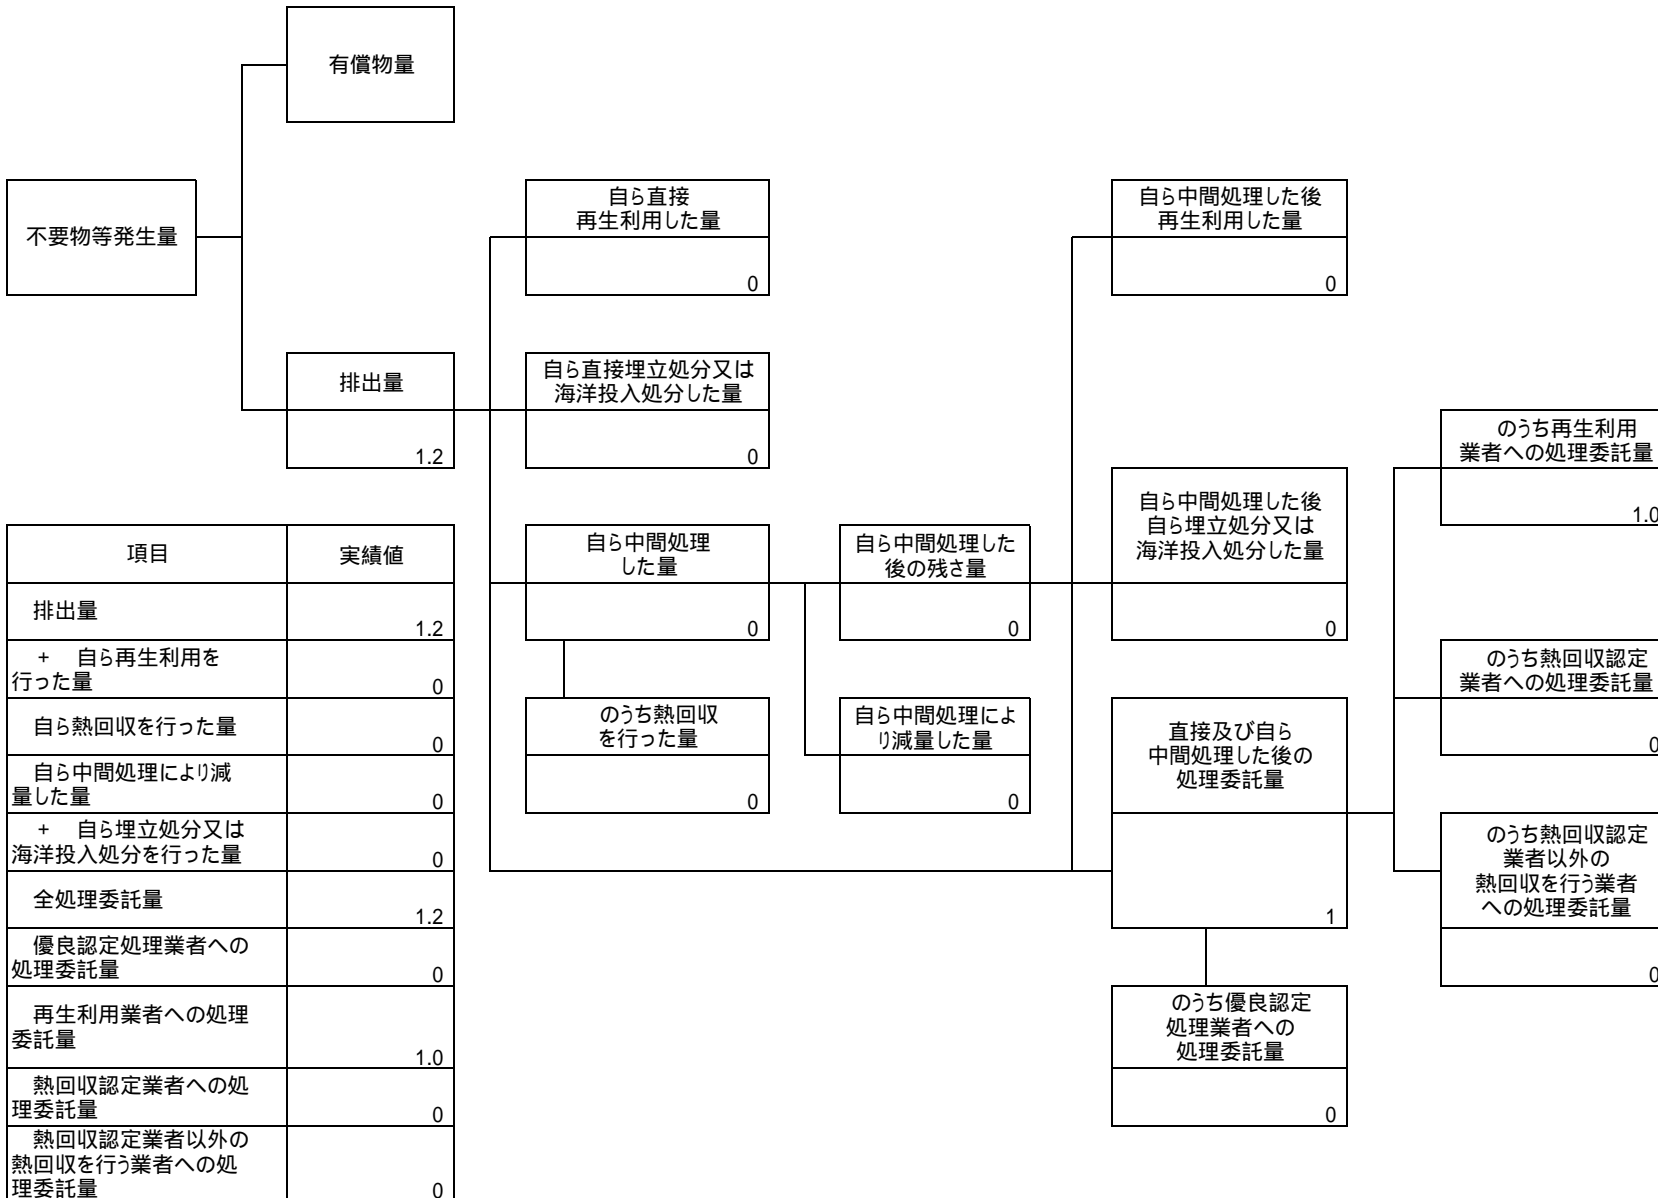 有償物量
不要物等発生量
自ら直接
再生利用した量
0
自ら中間処理した後
再生利用した量
0
排出量
1.2
自ら直接埋立処分又は
海洋投入処分した量
0
のうち再生利用
業者への処理委託量
1.0
自ら中間処理
した量
0
自ら中間処理した
後の残さ量
0
自ら中間処理した後
自ら埋立処分又は
海洋投入処分した量
0
のうち熱回収認定
業者への処理委託量
0
のうち熱回収
を行った量
0
自ら中間処理によ
り減量した量
0
直接及び自ら
中間処理した後の
処理委託量
1
のうち熱回収認定
業者以外の
熱回収を行う業者
への処理委託量
0
のうち優良認定
処理業者への
処理委託量
0
項目 実績値
排出量
1.2
+ 自ら再生利用を
行った量
0
自ら熱回収を行った量
0
自ら中間処理により減
量した量
0
+ 自ら埋立処分又は
海洋投入処分を行った量
0
全処理委託量
1.2
優良認定処理業者への
処理委託量
0
再生利用業者への処理
委託量
1.0
熱回収認定業者への処
理委託量
0
熱回収認定業者以外の
熱回収を行う業者への処
理委託量
0